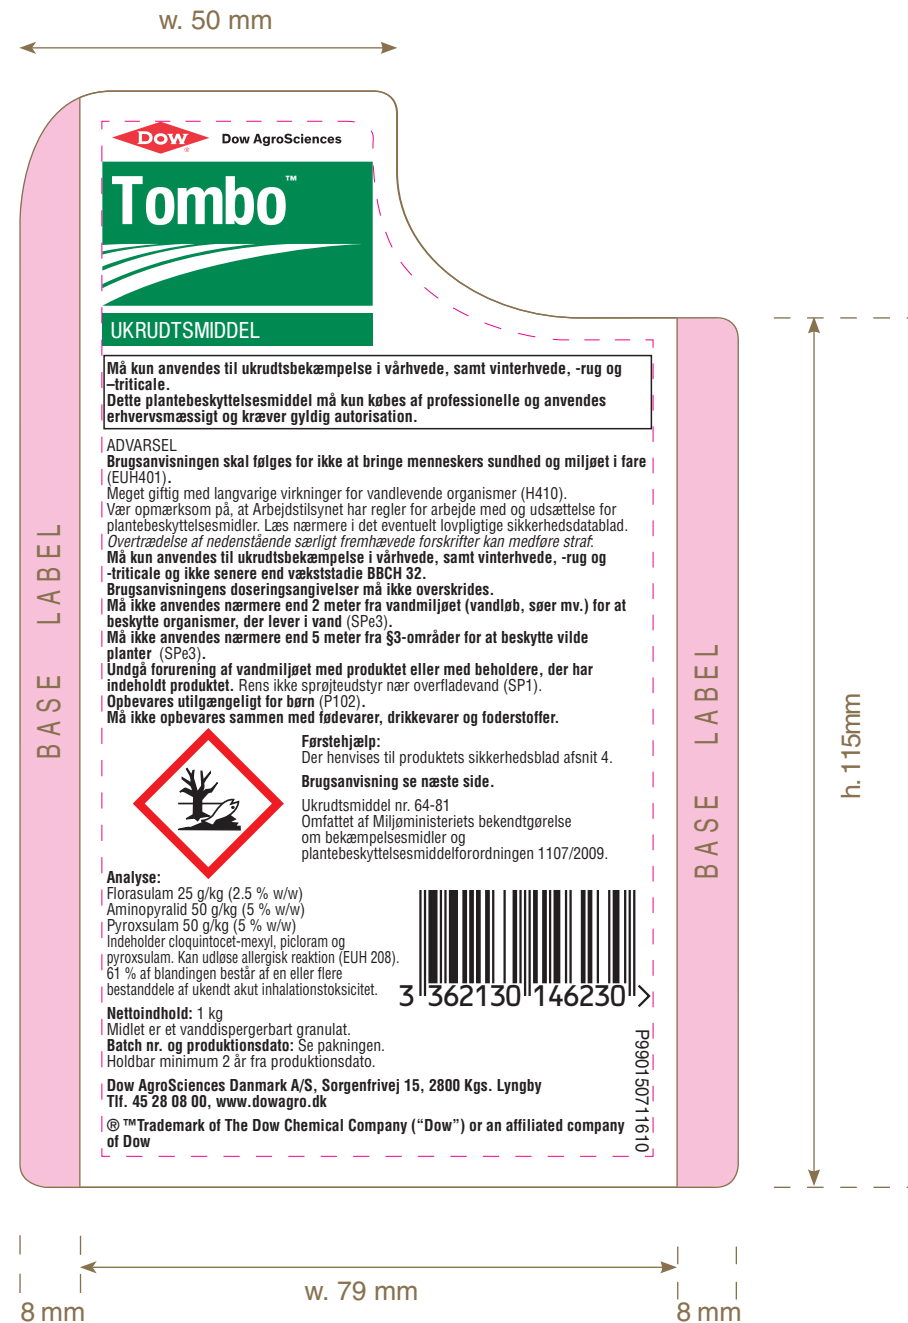 w. 50 mm
Dow
®
Dow AgroSciences
Tombo™
UKRUDTSMIDDEL
Må kun anvendes til ukrudtsbekæmpelse i vårhvede, samt vinterhvede, -rug og
–triticale.
Dette plantebeskyttelsesmiddel må kun købes af professionelle og anvendes
erhvervsmæssigt og kræver gyldig autorisation.
ADVARSEL
Brugsanvisningen skal følges for ikke at bringe menneskers sundhed og miljøet i fare
(EUH401).
Meget giftig med langvarige virkninger for vandlevende organismer (H410).
Vær opmærksom på, at Arbejdstilsynet har regler for arbejde med og udsættelse for
plantebeskyttelsesmidler. Læs nærmere i det eventuelt lovpligtige sikkerhedsdatablad.
Overtrædelse af nedenstående særligt fremhævede forskrifter kan medføre straf:
Må kun anvendes til ukrudtsbekæmpelse i vårhvede, samt vinterhvede, -rug og
-triticale og ikke senere end vækststadie BBCH 32.
Brugsanvisningens doseringsangivelser må ikke overskrides.
Må ikke anvendes nærmere end 2 meter fra vandmiljøet (vandløb, søer mv.) for at
beskytte organismer, der lever i vand (SPe3).
Må ikke anvendes nærmere end 5 meter fra §3-områder for at beskytte vilde
planter (SPe3).
Undgå forurening af vandmiljøet med produktet eller med beholdere, der har
indeholdt produktet. Rens ikke sprøjteudstyr nær overfladevand (SP1).
Opbevares utilgængeligt for børn (P102).
Må ikke opbevares sammen med fødevarer, drikkevarer og foderstoffer.
Førstehjælp:
Der henvises til produktets sikkerhedsblad afsnit 4.
Brugsanvisning se næste side.
Ukrudtsmiddel nr. 64-81
Omfattet af Miljøministeriets bekendtgørelse
om bekæmpelsesmidler og
plantebeskyttelsesmiddelforordningen 1107/2009.
Analyse:
Florasulam 25 g/kg (2.5 % w/w)
Aminopyralid 50 g/kg (5 % w/w)
Pyroxsulam 50 g/kg (5 % w/w)
Indeholder cloquintocet-mexyl, picloram og
pyroxsulam. Kan udløse allergisk reaktion (EUH 208).
61 % af blandingen består af en eller flere
bestanddele af ukendt akut inhalationstoksicitet.
3 362130 146230 >
Nettoindhold: 1 kg
Midlet er et vanddispergerbart granulat.
Batch nr. og produktionsdato: Se pakningen.
Holdbar minimum 2 år fra produktionsdato.
Dow AgroSciences Danmark A/S, Sorgenfrivej 15, 2800 Kgs. Lyngby
Tlf. 45 28 08 00, www.dowagro.dk
® ™Trademark of The Dow Chemical Company (“Dow”) or an affiliated company
of Dow
P990150711610
BASE LABEL
BASE LABEL
h. 115mm
w. 79 mm
8 mm
8 mm